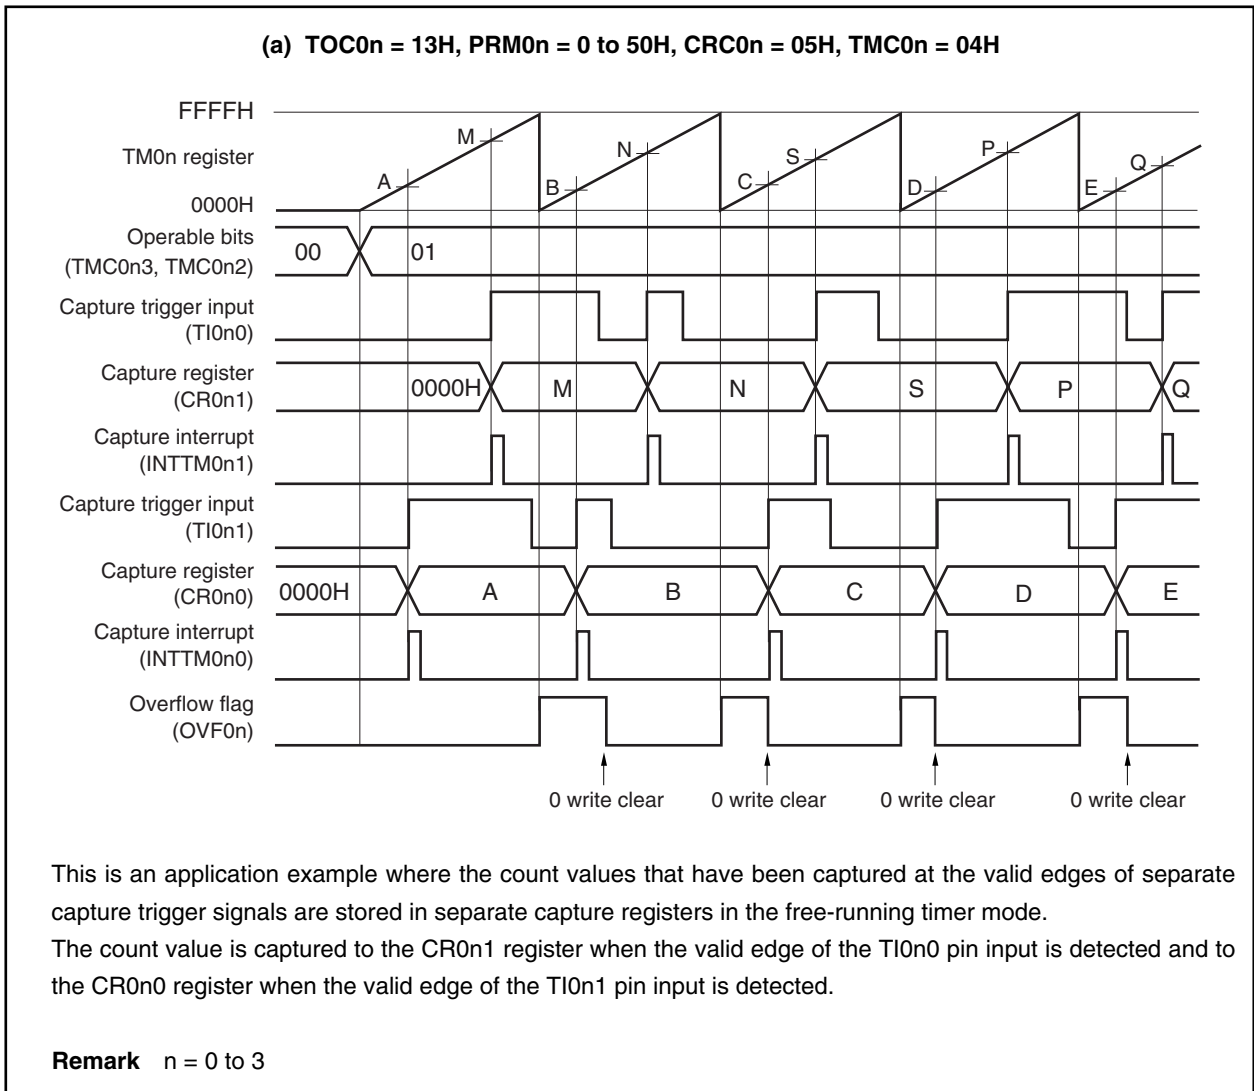 (a) TOC0n = 13H, PRM0n = 0 to 50H, CRC0n = 05H, TMC0n = 04H
FFFFH
TM0n register
0000H
A M B N C S D P E Q
Operable bits
(TMC0n3, TMC0n2)
00 01
Capture trigger input
(TI0n0)
Capture register
(CR0n1)
0000H M N S P Q
Capture interrupt
(INTTM0n1)
Capture trigger input
(TI0n1)
Capture register
(CR0n0)
0000H A B C D E
Capture interrupt
(INTTM0n0)
Overflow flag
(OVF0n)
0 write clear 0 write clear 0 write clear 0 write clear
This is an application example where the count values that have been captured at the valid edges of separate
capture trigger signals are stored in separate capture registers in the free-running timer mode.
The count value is captured to the CR0n1 register when the valid edge of the TI0n0 pin input is detected and to
the CR0n0 register when the valid edge of the TI0n1 pin input is detected.
Remark n = 0 to 3